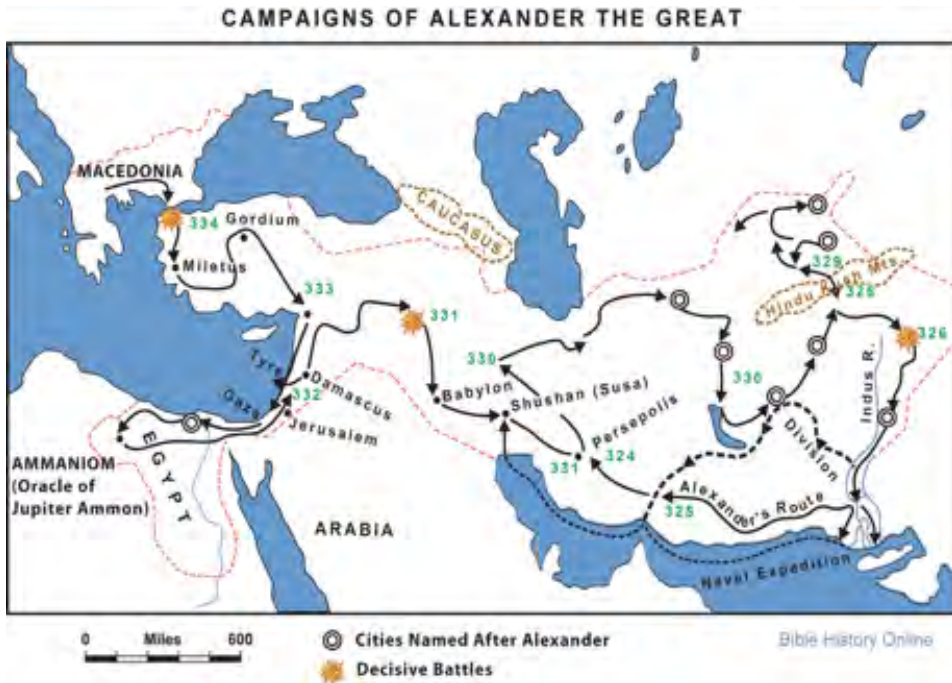 CAMPAIGNS OF ALEXANDER THE GREAT
MACEDONIA
334
Gordium
Miletus
333
CAUCASUS
329
Hindu Kush Mts.
328
326
331
330
Tyre
Damascus
Gaza
332
Jerusalem
Babylon
Shushan (Susa)
Persepolis
331
324
330
Indus R.
Division
EGYPT
AMMANIOM
(Oracle of
Jupiter Ammon)
ARABIA
325
Alexander's Route
Naval Expedition
0 Miles 600
Cities Named After Alexander
Decisive Battles
Bible History Online